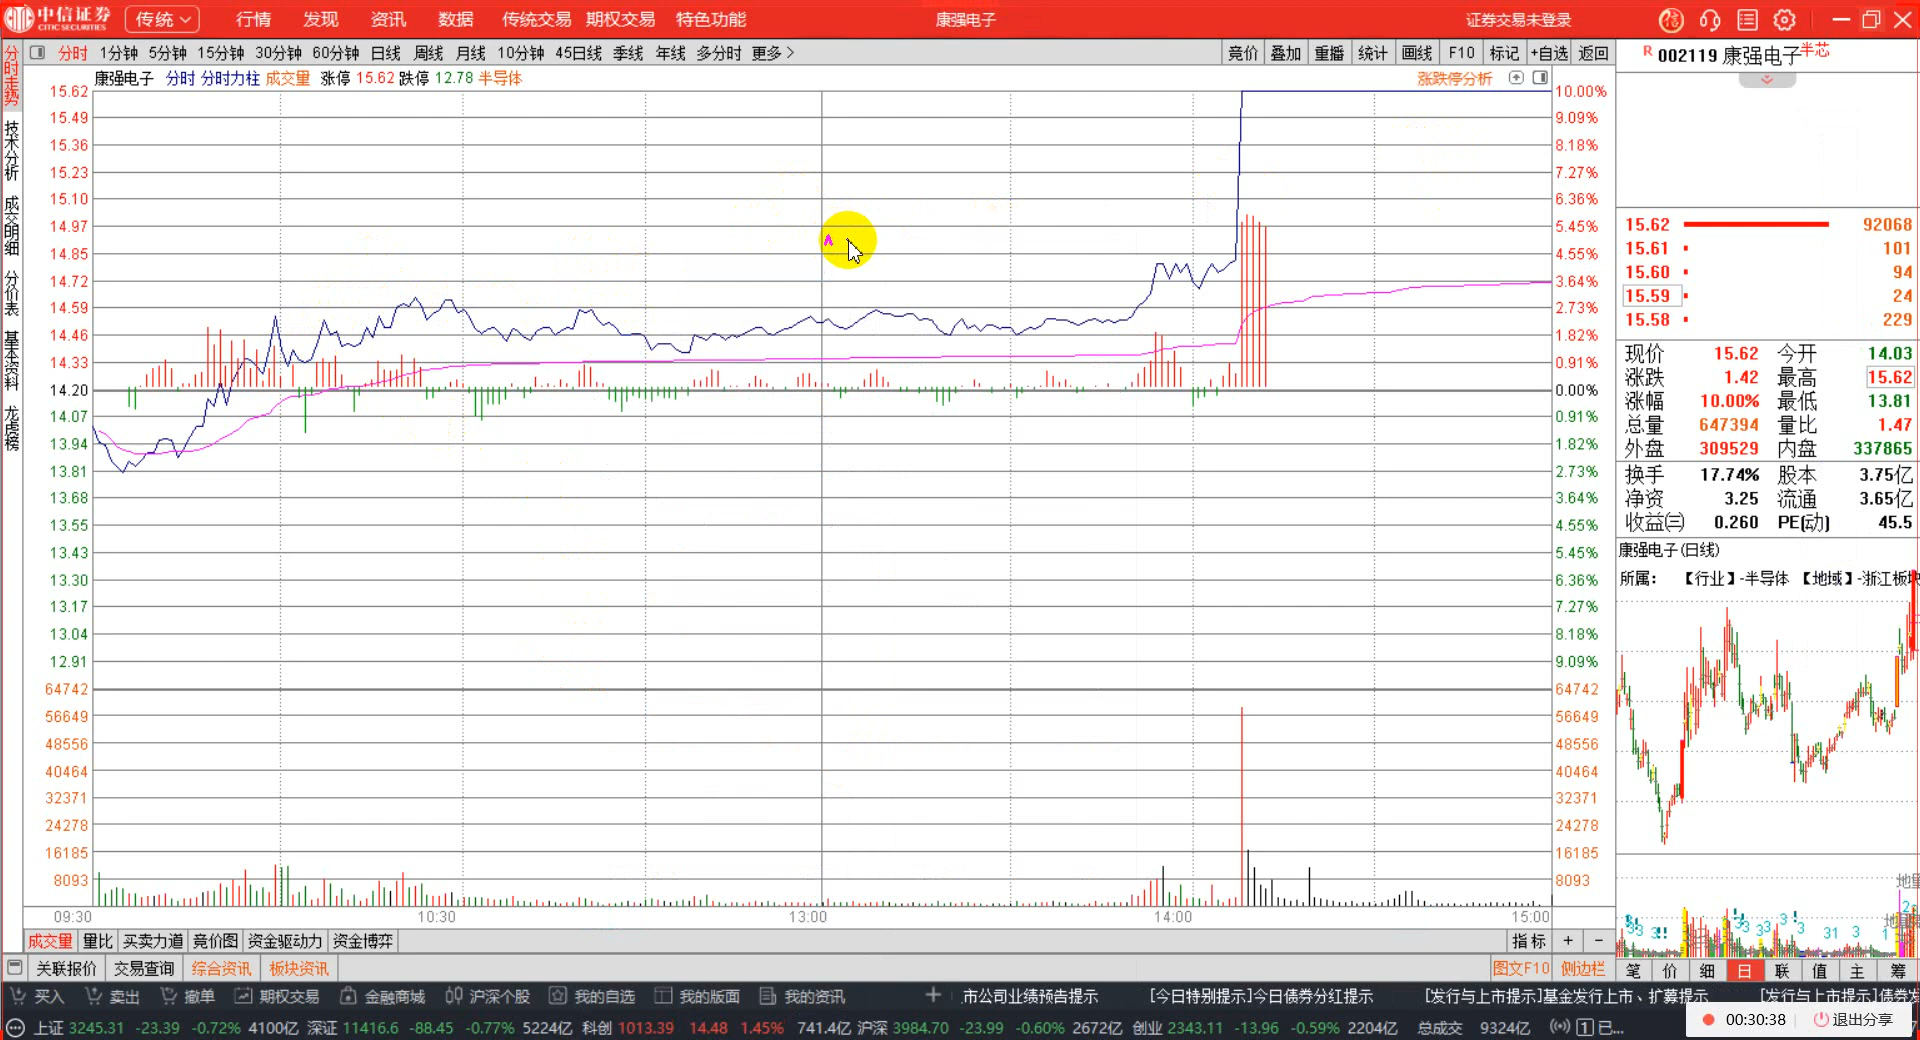 中信证券 CITIC SECURITIES 传统 行情 发现 资讯 数据 传统交易 期权交易 特色功能 康强电子 证券交易未登录
分时 1分钟 5分钟 15分钟 30分钟 60分钟 日线 周线 月线 10分钟 45日线 季线 年线 多分时 更多 竞价 叠加 重播 统计 画线 F10 标记 +自选 返回
R 002119 康强电子 半芯
分时走势
技术分析
成交明细
分价表
基本资料
龙虎榜
康强电子 分时 分时力柱 成交量 涨停 15.62 跌停 12.78 半导体 涨跌停分析
15.62 10.00%
15.49 9.09%
15.36 8.18%
15.23 7.27%
15.10 6.36%
14.97 5.45%
14.85 4.55%
14.72 3.64%
14.59 2.73%
14.46 1.82%
14.33 0.91%
14.20 0.00%
14.07 0.91%
13.94 1.82%
13.81 2.73%
13.68 3.64%
13.55 4.55%
13.43 5.45%
13.30 6.36%
13.17 7.27%
13.04 8.18%
12.91 9.09%
64742 64742
56649 56649
48556 48556
40464 40464
32371 32371
24278 24278
16185 16185
8093 8093
09:30 10:30 13:00 14:00 15:00
15.62 92068
15.61 101
15.60 94
15.59 24
15.58 229
现价 15.62 今开 14.03
涨跌 1.42 最高 15.62
涨幅 10.00% 最低 13.81
总量 647394 量比 1.47
外盘 309529 内盘 337865
换手 17.74% 股本 3.75亿
净资 3.25 流通 3.65亿
收益㈢ 0.260 PE(动) 45.5
康强电子(日线)
所属： 【行业】-半导体 【地域】-浙江板块
成交量 量比 买卖力道 竞价图 资金驱动力 资金博弈 指标 + -
关联报价 交易查询 综合资讯 板块资讯 图文F10 侧边栏 笔 价 细 日 联 值 主 筹
买入 卖出 撤单 期权交易 金融商城 沪深个股 我的自选 我的版面 我的资讯 市公司业绩预告提示 [今日特别提示]今日债券分红提示 [发行与上市提示]基金发行上市、扩募提示 [发行与上市提示]债券发
上证 3245.31 -23.39 -0.72% 4100亿 深证 11416.6 -88.45 -0.77% 5224亿 科创 1013.39 14.48 1.45% 741.4亿 沪深 3984.70 -23.99 -0.60% 2672亿 创业 2343.11 -13.96 -0.59% 2204亿 总成交 9324亿 1 已...
00:30:38 退出分享